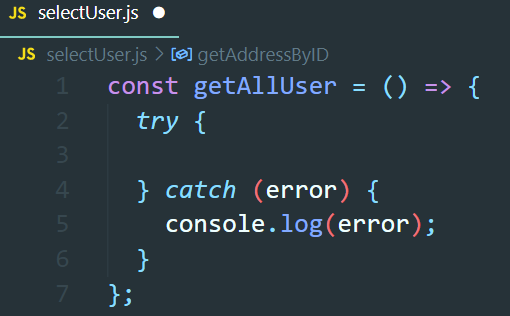 JS selectUser.js
JS selectUser.js > getAddressByID
1 const getAllUser = () => {
2 try {
3
4 } catch (error) {
5 console.log(error);
6 }
7 };